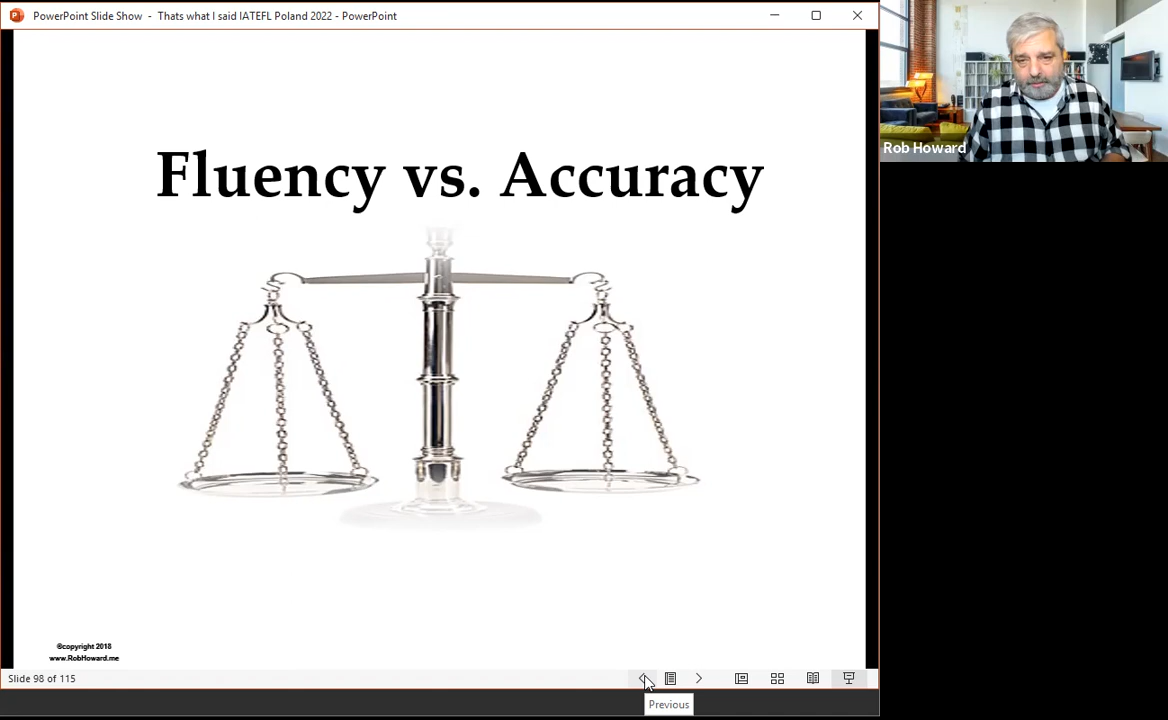 PowerPoint Slide Show - Thats what I said IATEFL Poland 2022 - PowerPoint
Rob Howard
Fluency vs. Accuracy
©copyright 2018
www.RobHoward.me
Slide 98 of 115
Previous